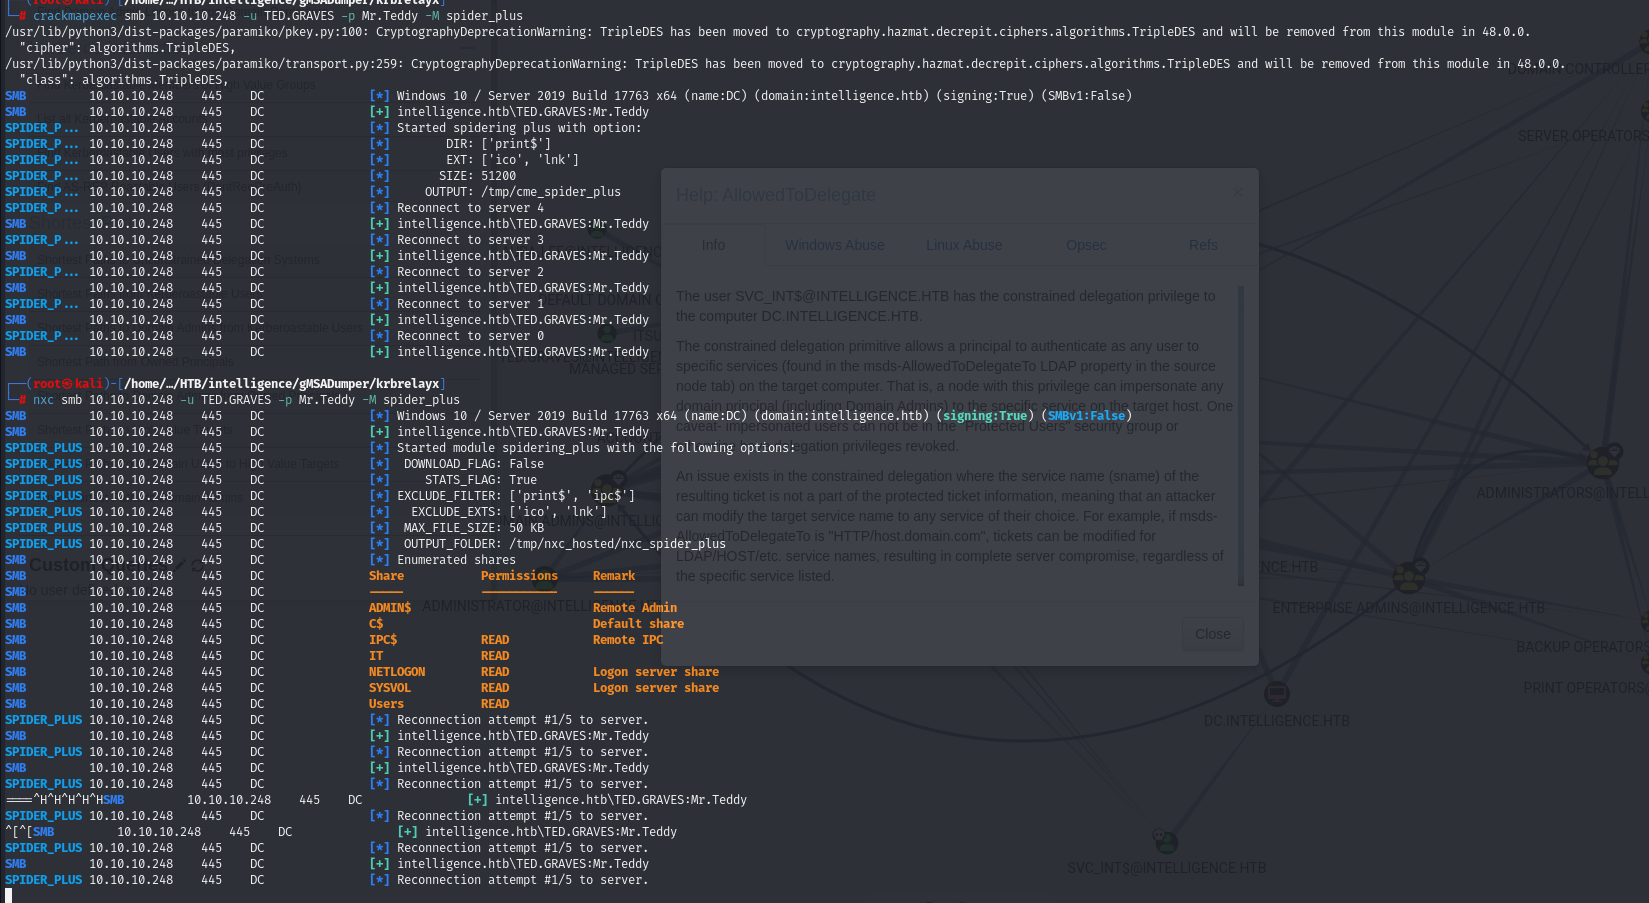 (root㉿kali)-[/home/…/HTB/intelligence/gMSADumper/krbrelayx]
# crackmapexec smb 10.10.10.248 -u TED.GRAVES -p Mr.Teddy -M spider_plus
/usr/lib/python3/dist-packages/paramiko/pkey.py:100: CryptographyDeprecationWarning: TripleDES has been moved to cryptography.hazmat.decrepit.ciphers.algorithms.TripleDES and will be removed from this module in 48.0.0.
"cipher": algorithms.TripleDES,
/usr/lib/python3/dist-packages/paramiko/transport.py:259: CryptographyDeprecationWarning: TripleDES has been moved to cryptography.hazmat.decrepit.ciphers.algorithms.TripleDES and will be removed from this module in 48.0.0.
"class": algorithms.TripleDES,
SMB 10.10.10.248 445 DC [*] Windows 10 / Server 2019 Build 17763 x64 (name:DC) (domain:intelligence.htb) (signing:True) (SMBv1:False)
SMB 10.10.10.248 445 DC [+] intelligence.htb\TED.GRAVES:Mr.Teddy
SPIDER_P... 10.10.10.248 445 DC [*] Started spidering plus with option:
SPIDER_P... 10.10.10.248 445 DC [*] DIR: ['print$']
SPIDER_P... 10.10.10.248 445 DC [*] EXT: ['ico', 'lnk']
SPIDER_P... 10.10.10.248 445 DC [*] SIZE: 51200
SPIDER_P... 10.10.10.248 445 DC [*] OUTPUT: /tmp/cme_spider_plus
SPIDER_P... 10.10.10.248 445 DC [*] Reconnect to server 4
SMB 10.10.10.248 445 DC [+] intelligence.htb\TED.GRAVES:Mr.Teddy
SPIDER_P... 10.10.10.248 445 DC [*] Reconnect to server 3
SMB 10.10.10.248 445 DC [+] intelligence.htb\TED.GRAVES:Mr.Teddy
SPIDER_P... 10.10.10.248 445 DC [*] Reconnect to server 2
SMB 10.10.10.248 445 DC [+] intelligence.htb\TED.GRAVES:Mr.Teddy
SPIDER_P... 10.10.10.248 445 DC [*] Reconnect to server 1
SMB 10.10.10.248 445 DC [+] intelligence.htb\TED.GRAVES:Mr.Teddy
SPIDER_P... 10.10.10.248 445 DC [*] Reconnect to server 0
SMB 10.10.10.248 445 DC [+] intelligence.htb\TED.GRAVES:Mr.Teddy
(root㉿kali)-[/home/…/HTB/intelligence/gMSADumper/krbrelayx]
# nxc smb 10.10.10.248 -u TED.GRAVES -p Mr.Teddy -M spider_plus
SMB 10.10.10.248 445 DC [*] Windows 10 / Server 2019 Build 17763 x64 (name:DC) (domain:intelligence.htb) (signing:True) (SMBv1:False)
SMB 10.10.10.248 445 DC [+] intelligence.htb\TED.GRAVES:Mr.Teddy
SPIDER_PLUS 10.10.10.248 445 DC [*] Started module spidering_plus with the following options:
SPIDER_PLUS 10.10.10.248 445 DC [*] DOWNLOAD_FLAG: False
SPIDER_PLUS 10.10.10.248 445 DC [*] STATS_FLAG: True
SPIDER_PLUS 10.10.10.248 445 DC [*] EXCLUDE_FILTER: ['print$', 'ipc$']
SPIDER_PLUS 10.10.10.248 445 DC [*] EXCLUDE_EXTS: ['ico', 'lnk']
SPIDER_PLUS 10.10.10.248 445 DC [*] MAX_FILE_SIZE: 50 KB
SPIDER_PLUS 10.10.10.248 445 DC [*] OUTPUT_FOLDER: /tmp/nxc_hosted/nxc_spider_plus
SMB 10.10.10.248 445 DC [*] Enumerated shares
SMB 10.10.10.248 445 DC Share Permissions Remark
SMB 10.10.10.248 445 DC ----- ----------- ------
SMB 10.10.10.248 445 DC ADMIN$ Remote Admin
SMB 10.10.10.248 445 DC C$ Default share
SMB 10.10.10.248 445 DC IPC$ READ Remote IPC
SMB 10.10.10.248 445 DC IT READ
SMB 10.10.10.248 445 DC NETLOGON READ Logon server share
SMB 10.10.10.248 445 DC SYSVOL READ Logon server share
SMB 10.10.10.248 445 DC Users READ
SPIDER_PLUS 10.10.10.248 445 DC [*] Reconnection attempt #1/5 to server.
SMB 10.10.10.248 445 DC [+] intelligence.htb\TED.GRAVES:Mr.Teddy
SPIDER_PLUS 10.10.10.248 445 DC [*] Reconnection attempt #1/5 to server.
SMB 10.10.10.248 445 DC [+] intelligence.htb\TED.GRAVES:Mr.Teddy
SPIDER_PLUS 10.10.10.248 445 DC [*] Reconnection attempt #1/5 to server.
====^H^H^H^H^HSMB 10.10.10.248 445 DC [+] intelligence.htb\TED.GRAVES:Mr.Teddy
SPIDER_PLUS 10.10.10.248 445 DC [*] Reconnection attempt #1/5 to server.
^[^[SMB 10.10.10.248 445 DC [+] intelligence.htb\TED.GRAVES:Mr.Teddy
SPIDER_PLUS 10.10.10.248 445 DC [*] Reconnection attempt #1/5 to server.
SMB 10.10.10.248 445 DC [+] intelligence.htb\TED.GRAVES:Mr.Teddy
SPIDER_PLUS 10.10.10.248 445 DC [*] Reconnection attempt #1/5 to server.
Help: AllowedToDelegate
×
Info Windows Abuse Linux Abuse Opsec Refs
The user SVC_INT$@INTELLIGENCE.HTB has the constrained delegation privilege to
the computer DC.INTELLIGENCE.HTB.
The constrained delegation primitive allows a principal to authenticate as any user to
specific services (found in the msds-AllowedToDelegateTo LDAP property in the source
node tab) on the target computer. That is, a node with this privilege can impersonate any
domain principal (including Domain Admins) to the specific service on the target host. One
caveat- impersonated users can not be in the "Protected Users" security group or
delegation privileges revoked.
An issue exists in the constrained delegation where the service name (sname) of the
resulting ticket is not a part of the protected ticket information, meaning that an attacker
can modify the target service name to any service of their choice. For example, if msds-
AllowedToDelegateTo is "HTTP/host.domain.com", tickets can be modified for
LDAP/HOST/etc. service names, resulting in complete server compromise, regardless of
the specific service listed.
Close
DOMAIN CONTROLLE
SERVER OPERATORS
ADMINISTRATORS@INTELL
ENTERPRISE ADMINS@INTELLIGENCE.HTB
BACKUP OPERATORS
PRINT OPERATORS@
DC.INTELLIGENCE.HTB
SVC_INT$@INTELLIGENCE.HTB
ADMINISTRATOR@INTELLIGENCE.HTB